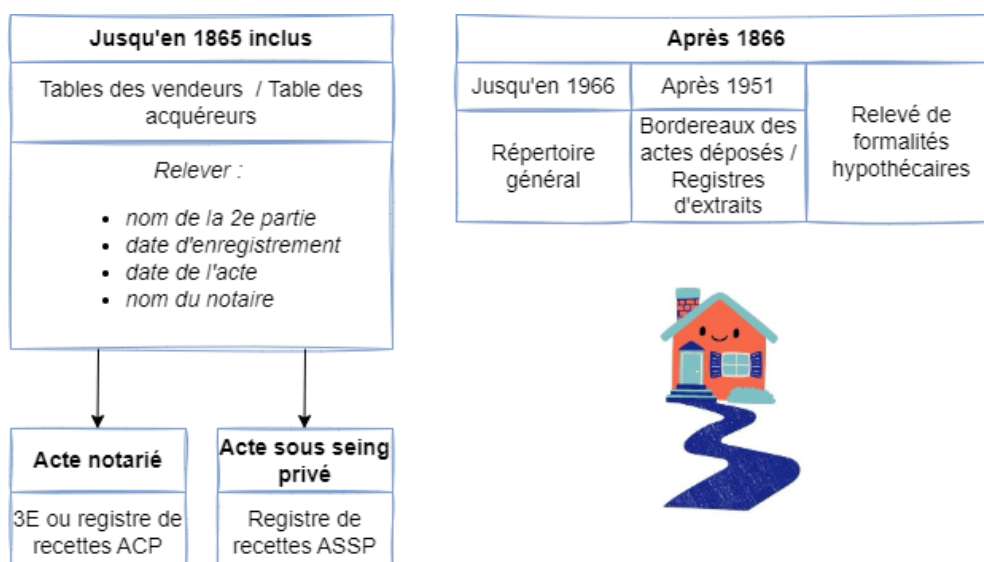 Jusqu'en 1865 inclus
Tables des vendeurs / Table des
acquéreurs
Relever :
• nom de la 2e partie
• date d'enregistrement
• date de l'acte
• nom du notaire
Acte notarié
3E ou registre de
recettes ACP
Acte sous seing
privé
Registre de
recettes ASSP
Après 1866
Jusqu'en 1966
Répertoire
général
Après 1951
Bordereaux des
actes déposés /
Registres
d'extraits
Relevé de
formalités
hypothécaires